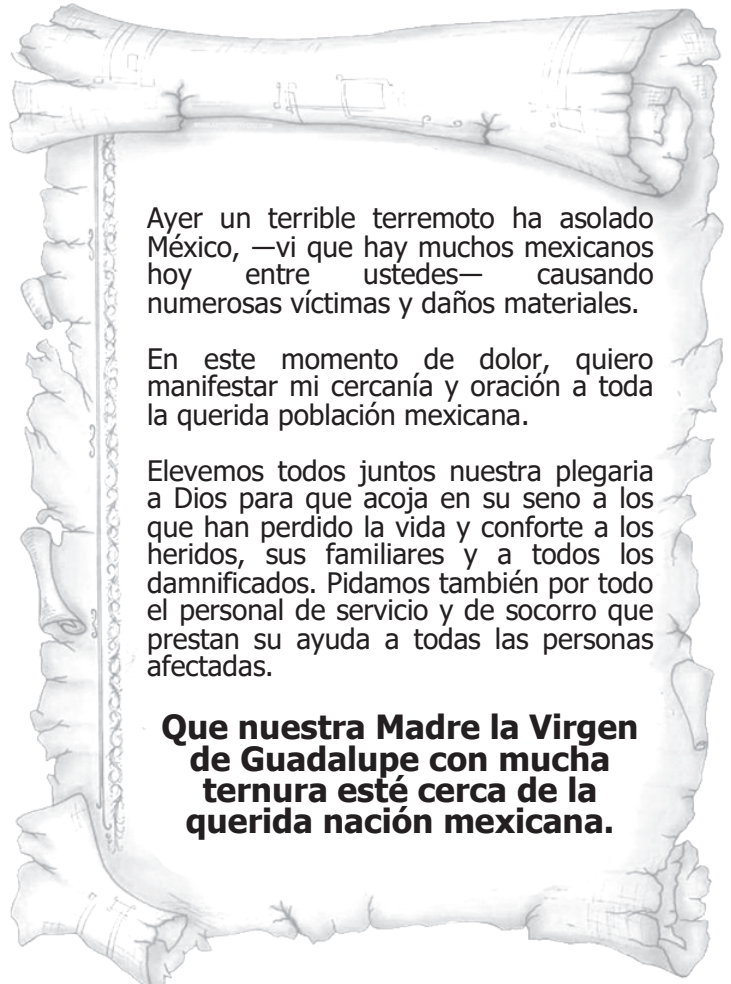 Ayer un terrible terremoto ha asolado
México, —vi que hay muchos mexicanos
hoy entre ustedes— causando
numerosas víctimas y daños materiales.
En este momento de dolor, quiero
manifestar mi cercanía y oración a toda
la querida población mexicana.
Elevemos todos juntos nuestra plegaria
a Dios para que acoja en su seno a los
que han perdido la vida y conforte a los
heridos, sus familiares y a todos los
damnificados. Pidamos también por todo
el personal de servicio y de socorro que
prestan su ayuda a todas las personas
afectadas.
Que nuestra Madre la Virgen
de Guadalupe con mucha
ternura esté cerca de la
querida nación mexicana.